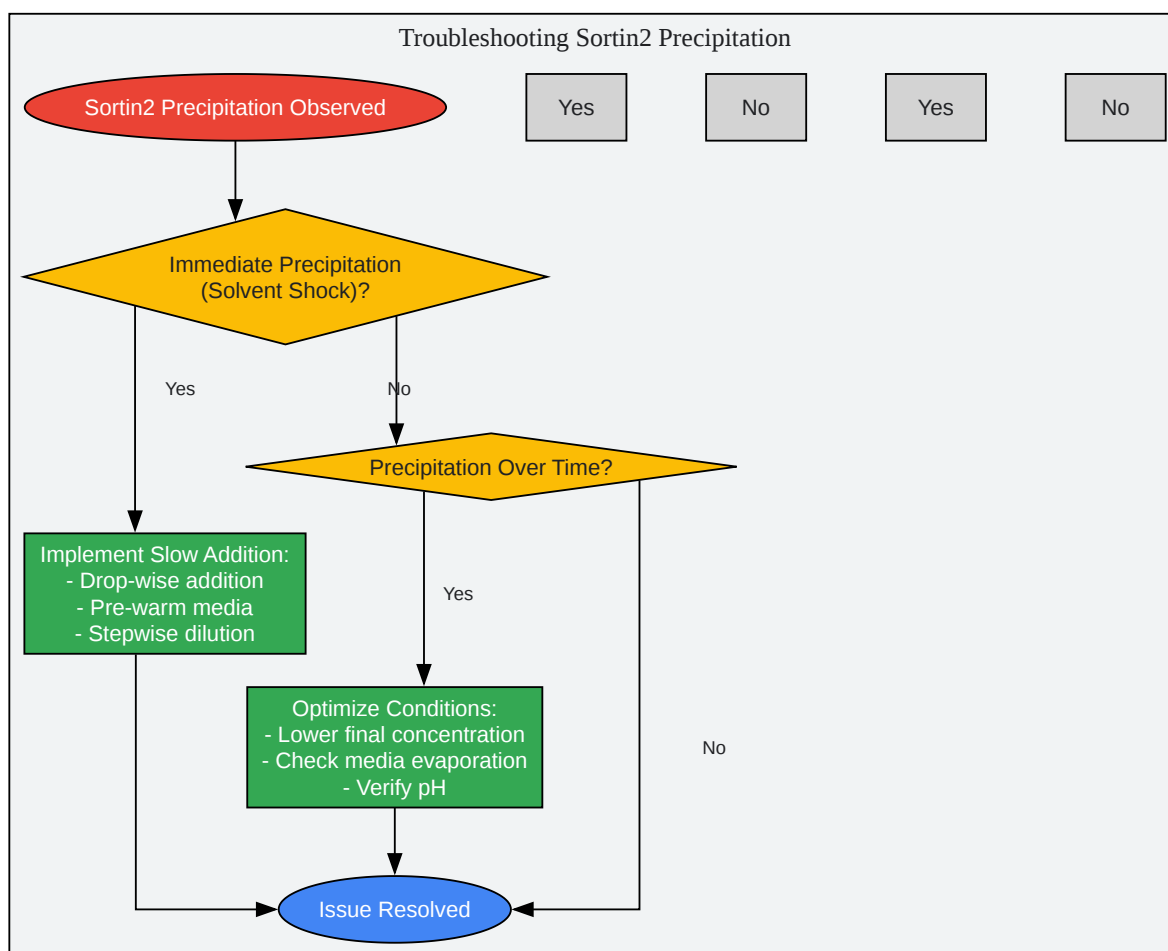 Troubleshooting Sortin2 Precipitation
Sortin2 Precipitation Observed
Yes
No
Yes
No
Immediate Precipitation
(Solvent Shock)?
Yes
No
Precipitation Over Time?
Implement Slow Addition:
- Drop-wise addition
- Pre-warm media
- Stepwise dilution
Yes
Optimize Conditions:
- Lower final concentration
- Check media evaporation
- Verify pH
No
Issue Resolved